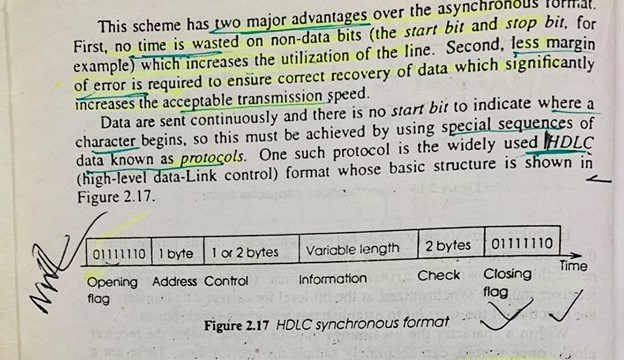 This scheme has two major advantages over the asynchronous format.
First, no time is wasted on non-data bits (the start bit and stop bit, for
example) which increases the utilization of the line. Second, less margin
of error is required to ensure correct recovery of data which significantly
increases the acceptable transmission speed.
Data are sent continuously and there is no start bit to indicate where a
character begins, so this must be achieved by using special sequences of
data known as protocols. One such protocol is the widely used HDLC
(high-level data-Link control) format whose basic structure is shown in
Figure 2.17.
01111110 1 byte 1 or 2 bytes Variable length 2 bytes 01111110
Time
Opening Address Control Information Check Closing
flag flag
Figure 2.17 HDLC synchronous format